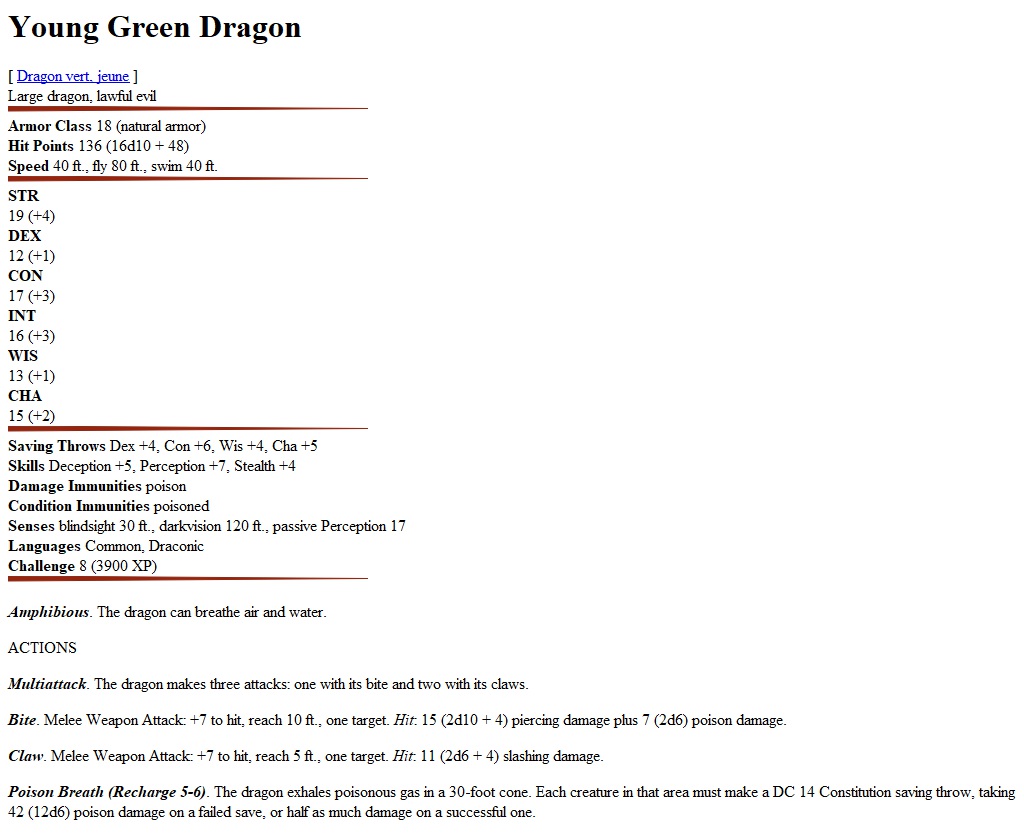 Young Green Dragon
[ Dragon vert, jeune ]
Large dragon, lawful evil
Armor Class 18 (natural armor)
Hit Points 136 (16d10 + 48)
Speed 40 ft., fly 80 ft., swim 40 ft.
STR
19 (+4)
DEX
12 (+1)
CON
17 (+3)
INT
16 (+3)
WIS
13 (+1)
CHA
15 (+2)
Saving Throws Dex +4, Con +6, Wis +4, Cha +5
Skills Deception +5, Perception +7, Stealth +4
Damage Immunities poison
Condition Immunities poisoned
Senses blindsight 30 ft., darkvision 120 ft., passive Perception 17
Languages Common, Draconic
Challenge 8 (3900 XP)
Amphibious. The dragon can breathe air and water.
ACTIONS
Multiattack. The dragon makes three attacks: one with its bite and two with its claws.
Bite. Melee Weapon Attack: +7 to hit, reach 10 ft., one target. Hit: 15 (2d10 + 4) piercing damage plus 7 (2d6) poison damage.
Claw. Melee Weapon Attack: +7 to hit, reach 5 ft., one target. Hit: 11 (2d6 + 4) slashing damage.
Poison Breath (Recharge 5-6). The dragon exhales poisonous gas in a 30-foot cone. Each creature in that area must make a DC 14 Constitution saving throw, taking
42 (12d6) poison damage on a failed save, or half as much damage on a successful one.